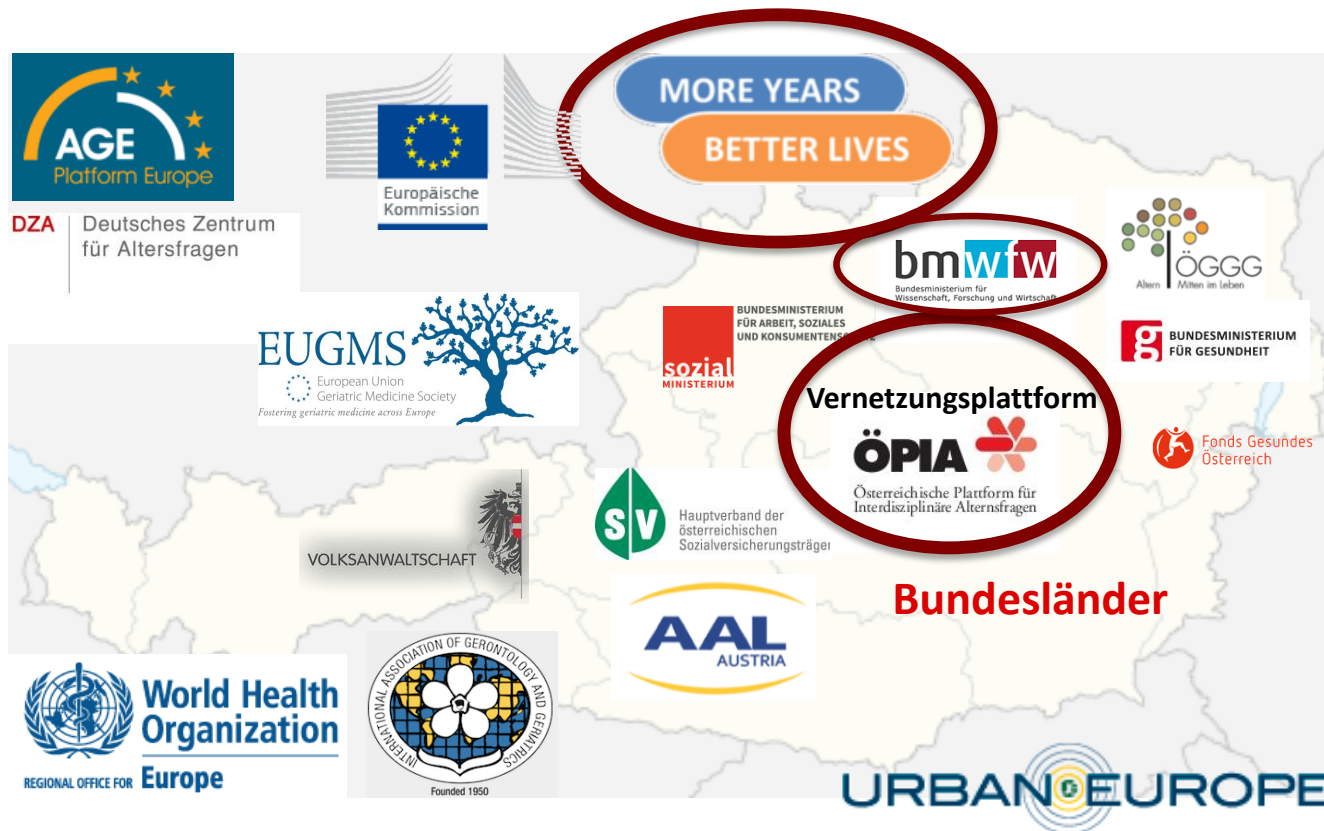 AGE
Platform Europe
Europäische
Kommission
MORE YEARS
BETTER LIVES
DZA
Deutsches Zentrum
für Altersfragen
bmwfw
Bundesministerium für
Wissenschaft, Forschung und Wirtschaft
ÖGGG
Altern Mitten im Leben
EUGMS
European Union
Geriatric Medicine Society
Fostering geriatric medicine across Europe
sozial
MINISTERIUM
BUNDESMINISTERIUM
FÜR ARBEIT, SOZIALES
UND KONSUMENTENSCHUTZ
g
BUNDESMINISTERIUM
FÜR GESUNDHEIT
Vernetzungsplattform
ÖPIA
Österreichische Plattform für
Interdisziplinäre Alternsfragen
Fonds Gesundes
Österreich
VOLKSANWALTSCHAFT
SV
Hauptverband der
österreichischen
Sozialversicherungsträger
Bundesländer
AAL
AUSTRIA
World Health
Organization
REGIONAL OFFICE FOR Europe
INTERNATIONAL ASSOCIATION OF GERONTOLOGY AND GERIATRICS
Founded 1950
URBAN EUROPE